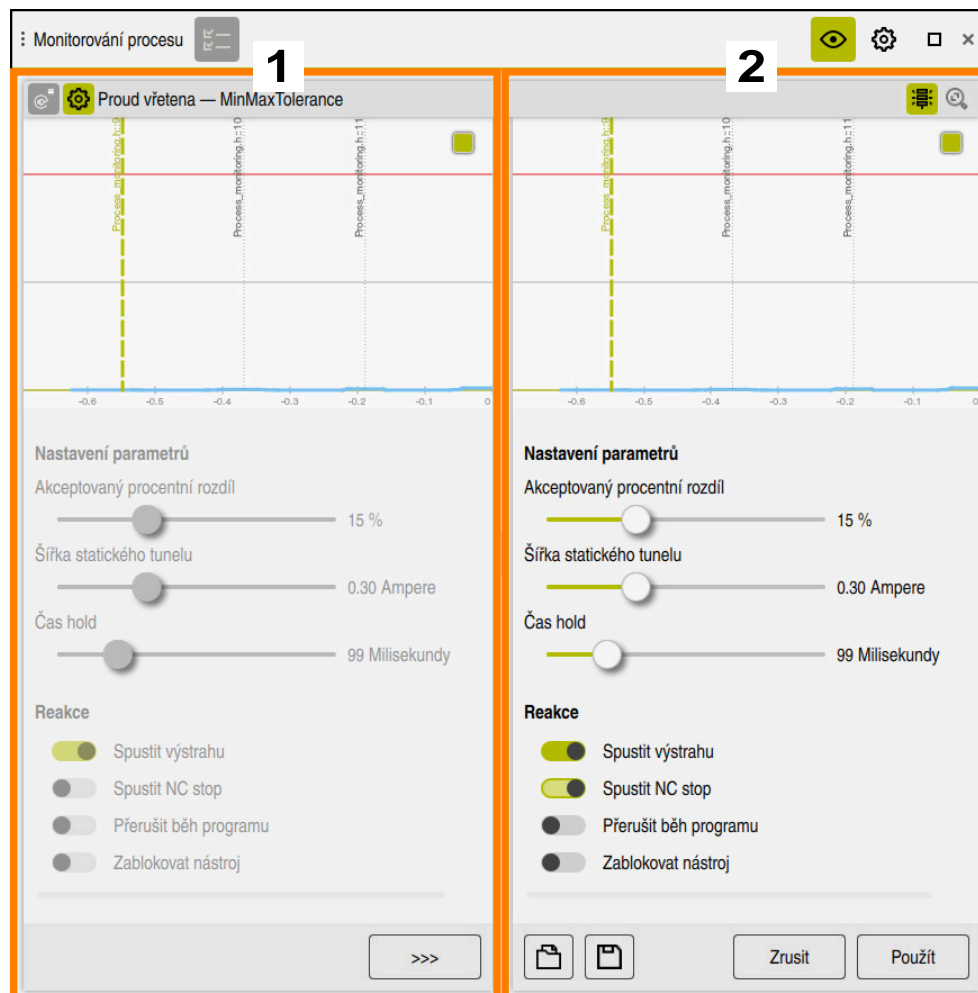 Monitorování procesu
1
2
Proud vřetena — MinMaxTolerance
Process_monitoring.h::9
Process_monitoring.h::10
Process_monitoring.h::11
-0.6 -0.5 -0.4 -0.3 -0.2 -0.1 0
Nastavení parametrů
Akceptovaný procentní rozdíl
15 %
Šířka statického tunelu
0.30 Ampere
Čas hold
99 Milisekundy
Reakce
Spustit výstrahu
Spustit NC stop
Přerušit běh programu
Zablokovat nástroj
>>>
Process_monitoring.h::9
Process_monitoring.h::10
Process_monitoring.h::11
-0.6 -0.5 -0.4 -0.3 -0.2 -0.1 0
Nastavení parametrů
Akceptovaný procentní rozdíl
15 %
Šířka statického tunelu
0.30 Ampere
Čas hold
99 Milisekundy
Reakce
Spustit výstrahu
Spustit NC stop
Přerušit běh programu
Zablokovat nástroj
Zrusit
Použít